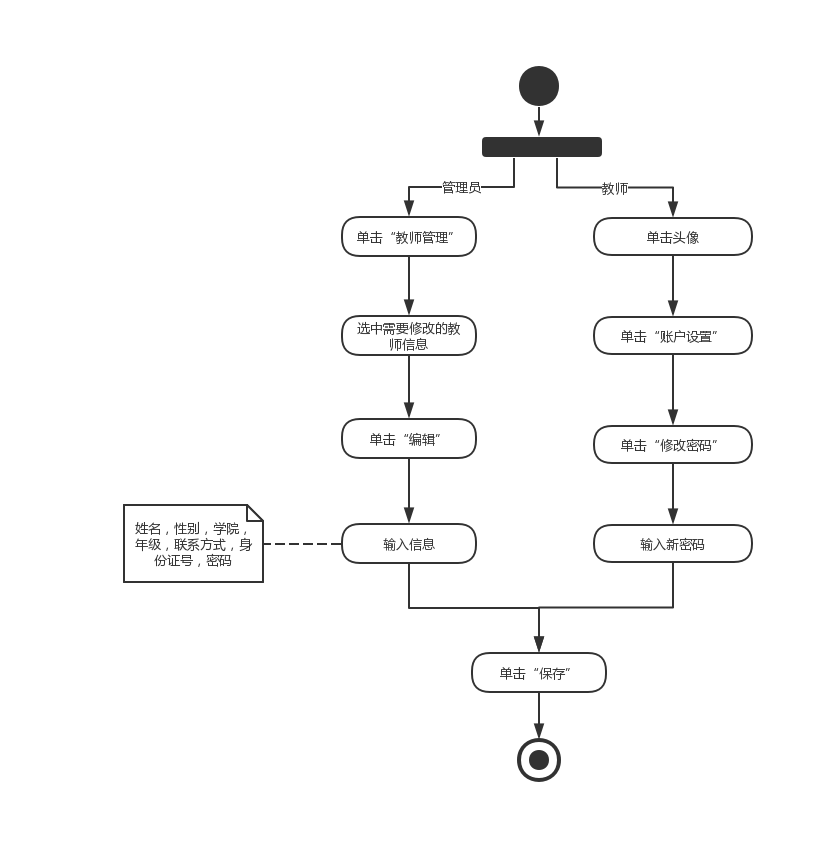 管理员
教师
单击“教师管理”
单击头像
选中需要修改的教
师信息
单击“账户设置”
单击“编辑”
单击“修改密码”
姓名，性别，学院，
年级，联系方式，身
份证号，密码
输入信息
输入新密码
单击“保存”